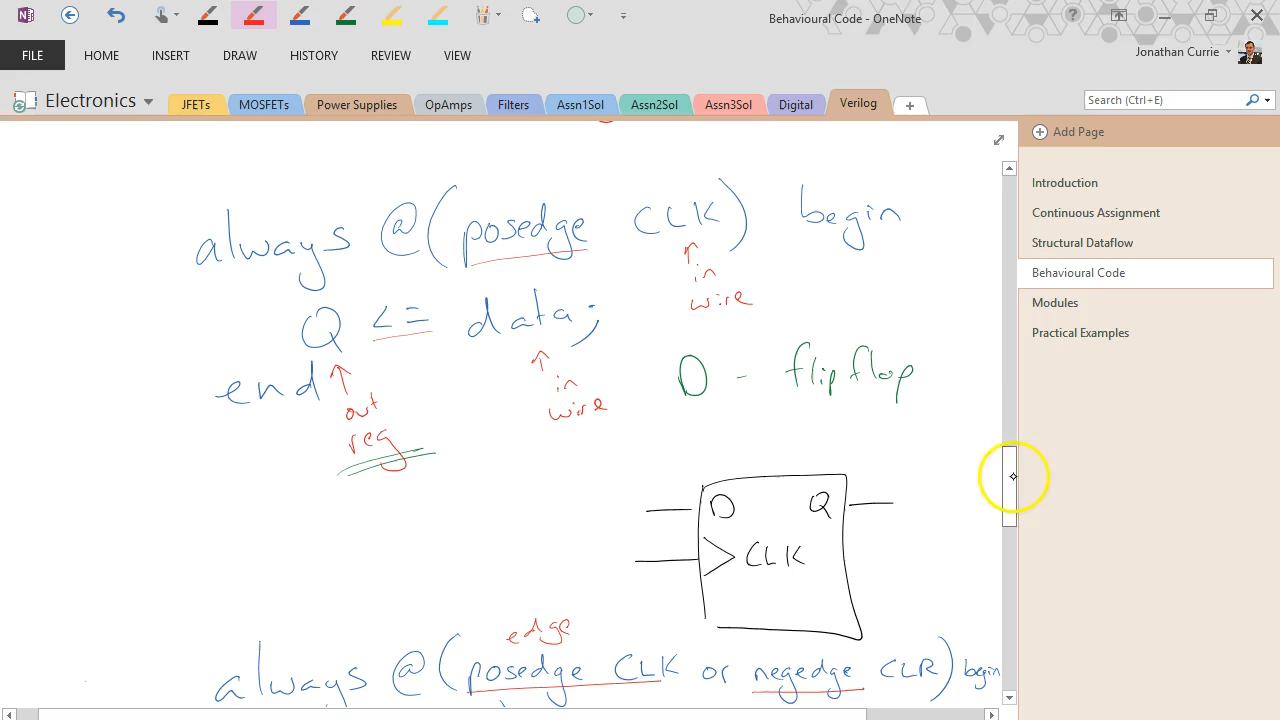 Behavioural Code - OneNote
FILE HOME INSERT DRAW HISTORY REVIEW VIEW
Jonathan Currie
Electronics
JFETs MOSFETs Power Supplies OpAmps Filters Assn1Sol Assn2Sol Assn3Sol Digital Verilog
Search (Ctrl+E)
Add Page
Introduction
Continuous Assignment
Structural Dataflow
Behavioural Code
Modules
Practical Examples
always @(posedge CLK) begin
in
wire
Q <= data;
in
wire
end
out
reg
D - flipflop
D Q
CLK
edge
always @(posedge CLK or negedge CLR) begin